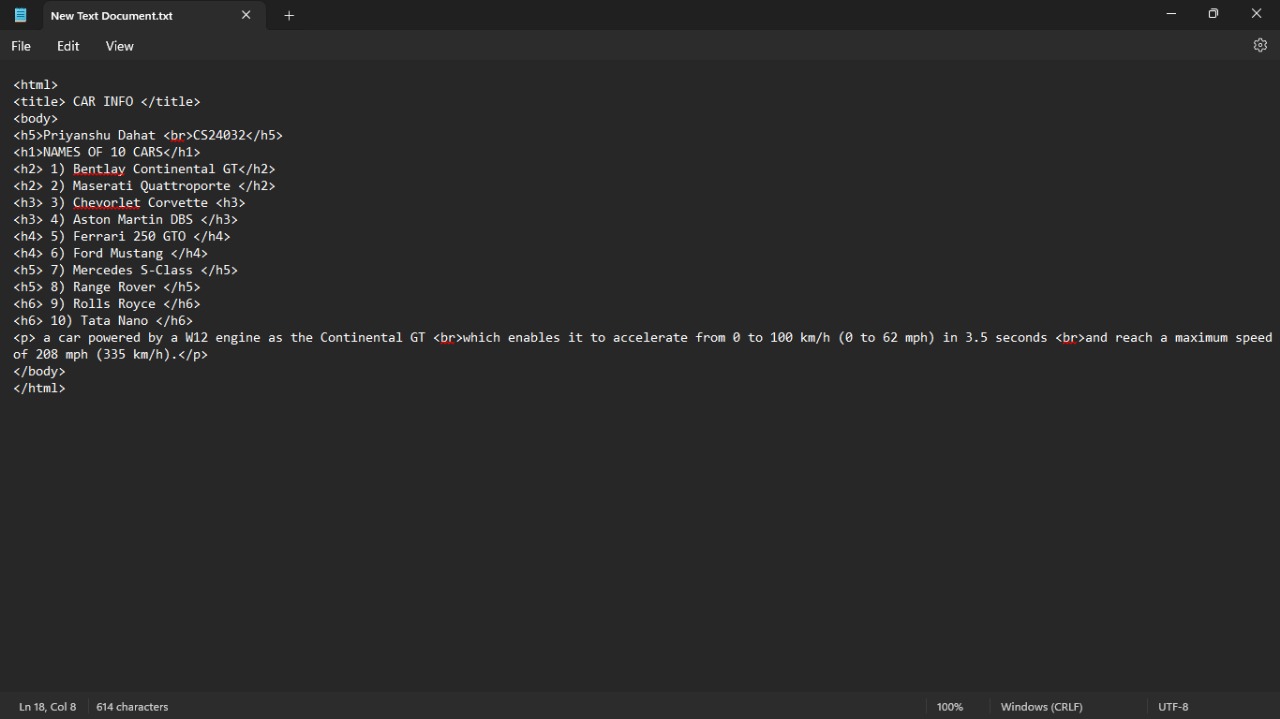 New Text Document.txt
File Edit View
<html>
<title> CAR INFO </title>
<body>
<h5>Priyanshu Dahat <br>CS24032</h5>
<h1>NAMES OF 10 CARS</h1>
<h2> 1) Bentlay Continental GT</h2>
<h2> 2) Maserati Quattroporte </h2>
<h3> 3) Chevorlet Corvette <h3>
<h3> 4) Aston Martin DBS </h3>
<h4> 5) Ferrari 250 GTO </h4>
<h4> 6) Ford Mustang </h4>
<h5> 7) Mercedes S-Class </h5>
<h5> 8) Range Rover </h5>
<h6> 9) Rolls Royce </h6>
<h6> 10) Tata Nano </h6>
<p> a car powered by a W12 engine as the Continental GT <br>which enables it to accelerate from 0 to 100 km/h (0 to 62 mph) in 3.5 seconds <br>and reach a maximum speed
of 208 mph (335 km/h).</p>
</body>
</html>
Ln 18, Col 8 614 characters 100% Windows (CRLF) UTF-8